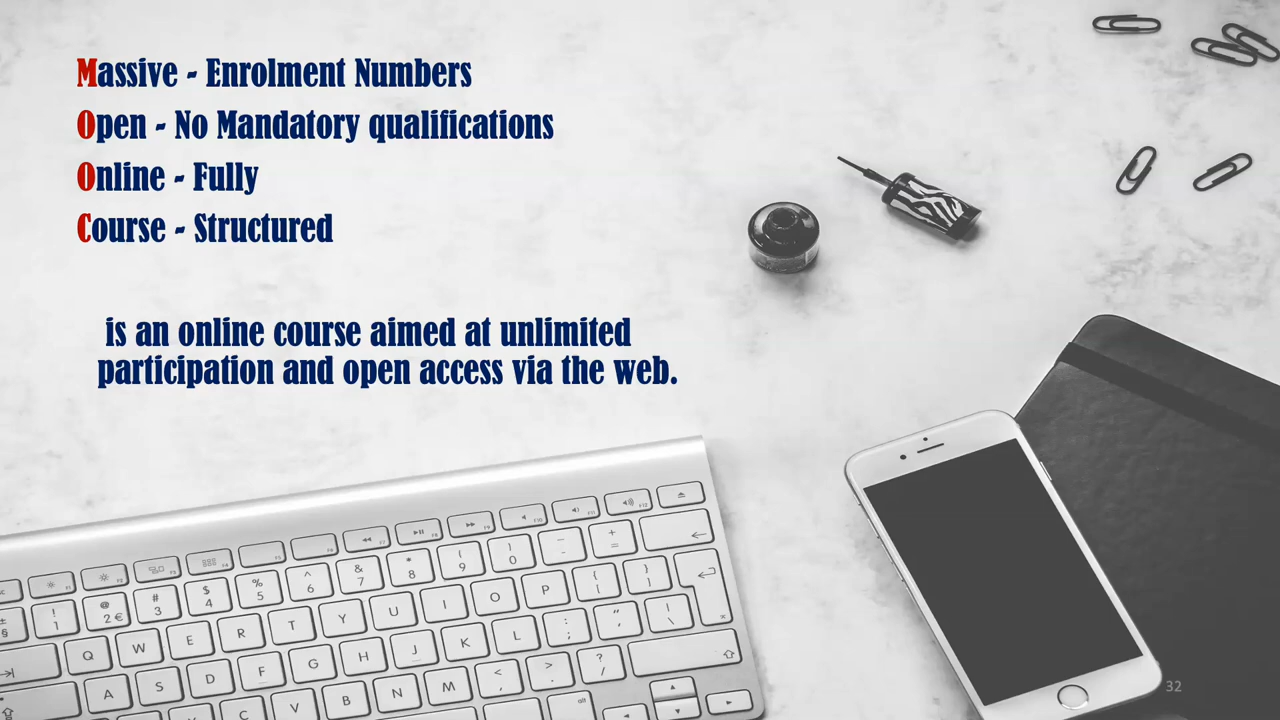 Massive - Enrolment Numbers
Open - No Mandatory qualifications
Online - Fully
Course - Structured
is an online course aimed at unlimited
participation and open access via the web.
32